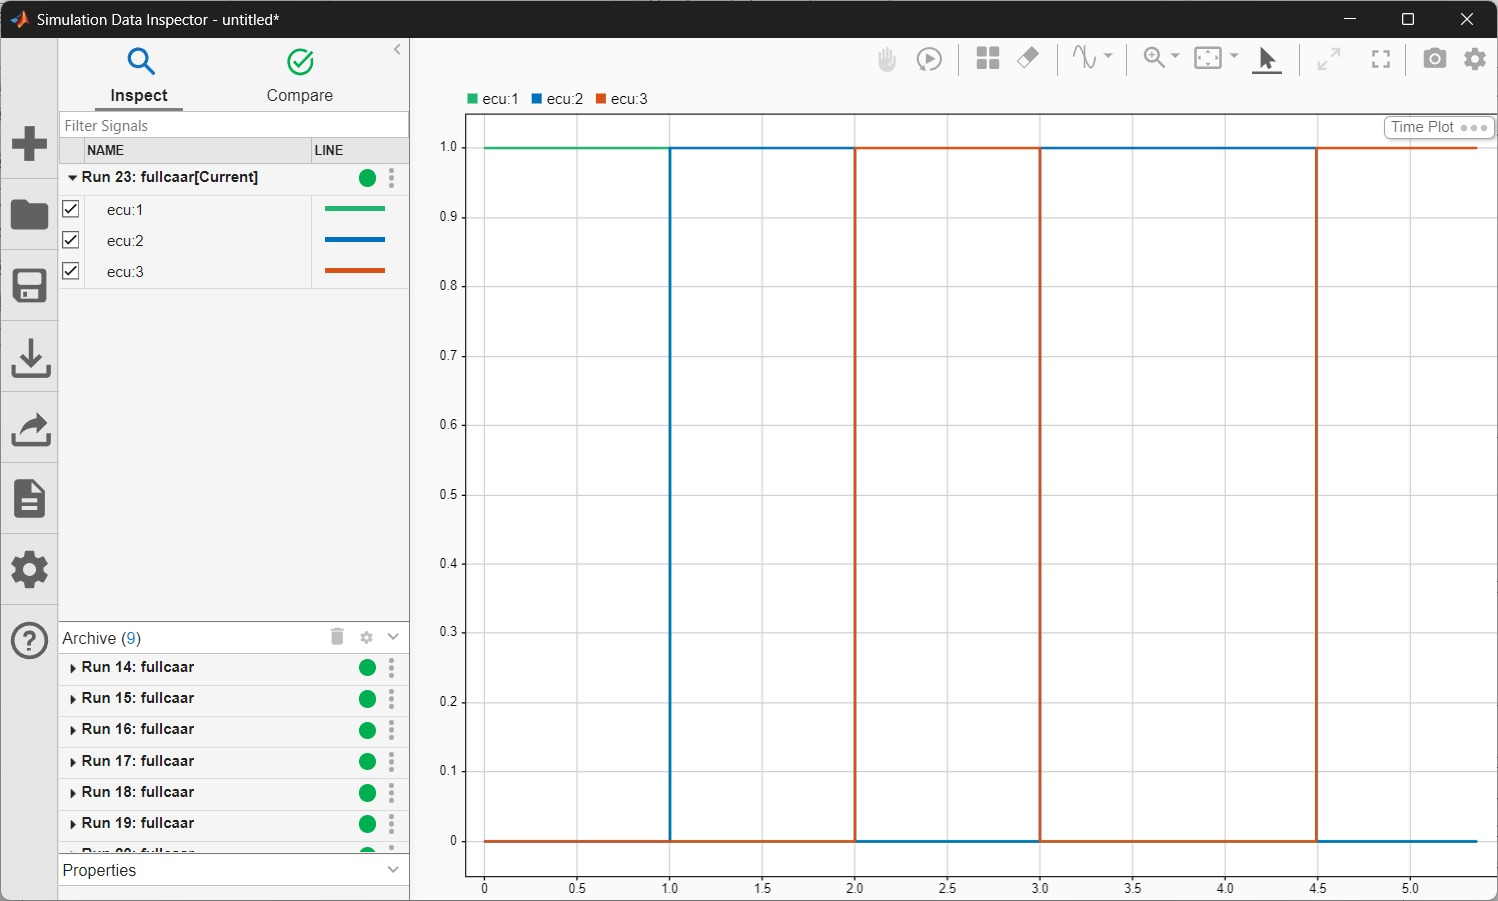 Simulation Data Inspector - untitled*
Inspect
Compare
Filter Signals
NAME LINE
Run 23: fullcaar[Current]
ecu:1
ecu:2
ecu:3
Archive (9)
Run 14: fullcaar
Run 15: fullcaar
Run 16: fullcaar
Run 17: fullcaar
Run 18: fullcaar
Run 19: fullcaar
Properties
ecu:1 ecu:2 ecu:3
Time Plot
1.0
0.9
0.8
0.7
0.6
0.5
0.4
0.3
0.2
0.1
0
0 0.5 1.0 1.5 2.0 2.5 3.0 3.5 4.0 4.5 5.0